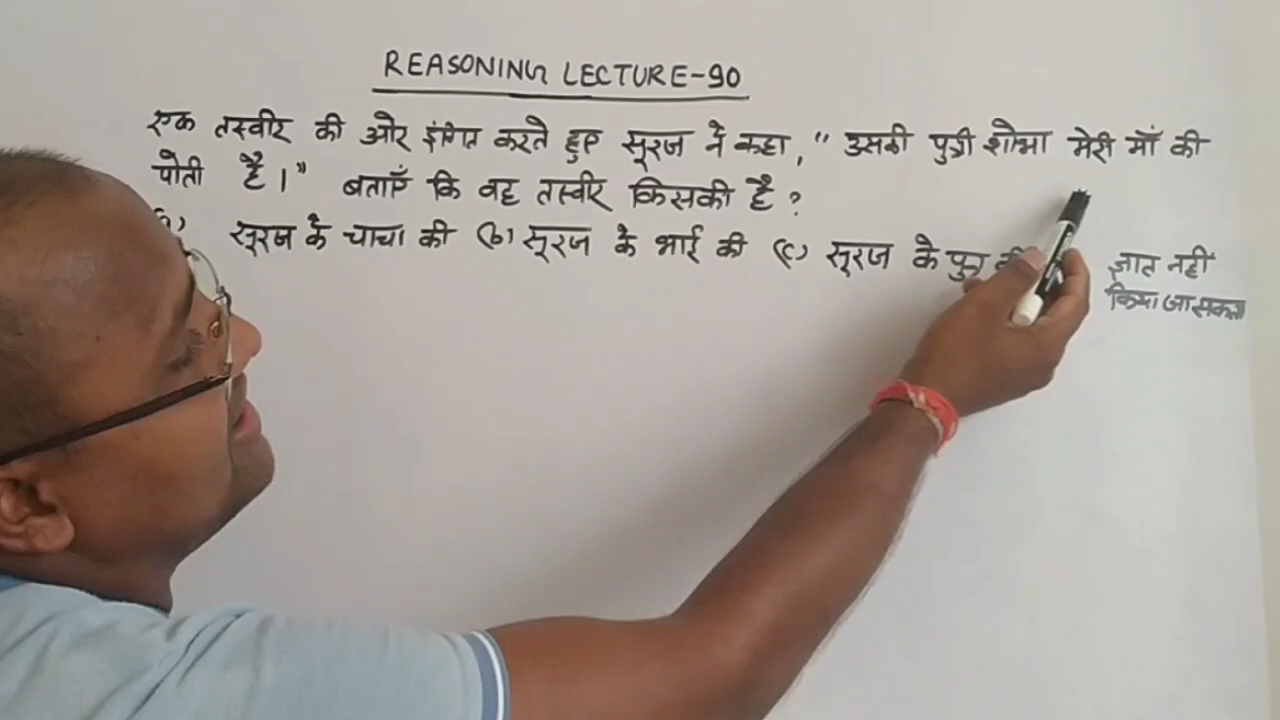 REASONING LECTURE-90
एक तस्वीर की ओर इंगित करते हुए सूरज ने कहा, "उसकी पुत्री शोभा मेरी माँ की
पोती है।" बताएँ कि वह तस्वीर किसकी है?
सूरज के चाचा की (b) सूरज के भाई की (c) सूरज के पुत्र ज्ञात नहीं
किया जा सकता